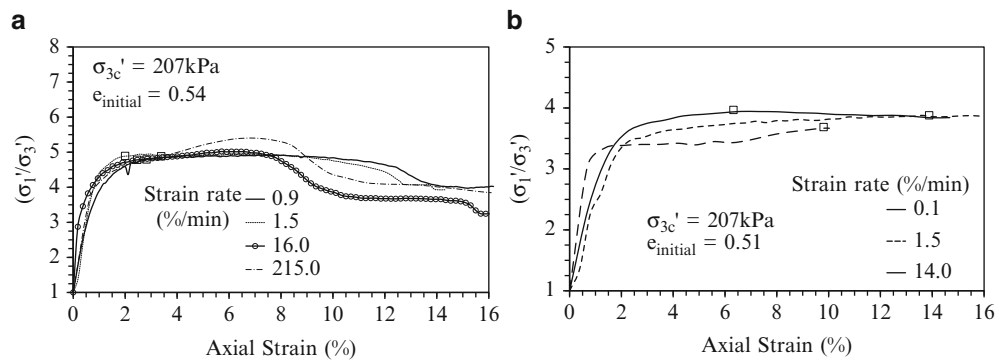 a
8
7
6
5
4
3
2
1
(σ₁'/σ₃')
σ₃c' = 207kPa
e_initial = 0.54
Strain rate
(%/min)
0.9
1.5
16.0
215.0
0 2 4 6 8 10 12 14 16
Axial Strain (%)
b
5
4
3
2
1
(σ₁'/σ₃')
Strain rate (%/min)
0.1
1.5
14.0
σ₃c' = 207kPa
e_initial = 0.51
0 2 4 6 8 10 12 14 16
Axial Strain (%)